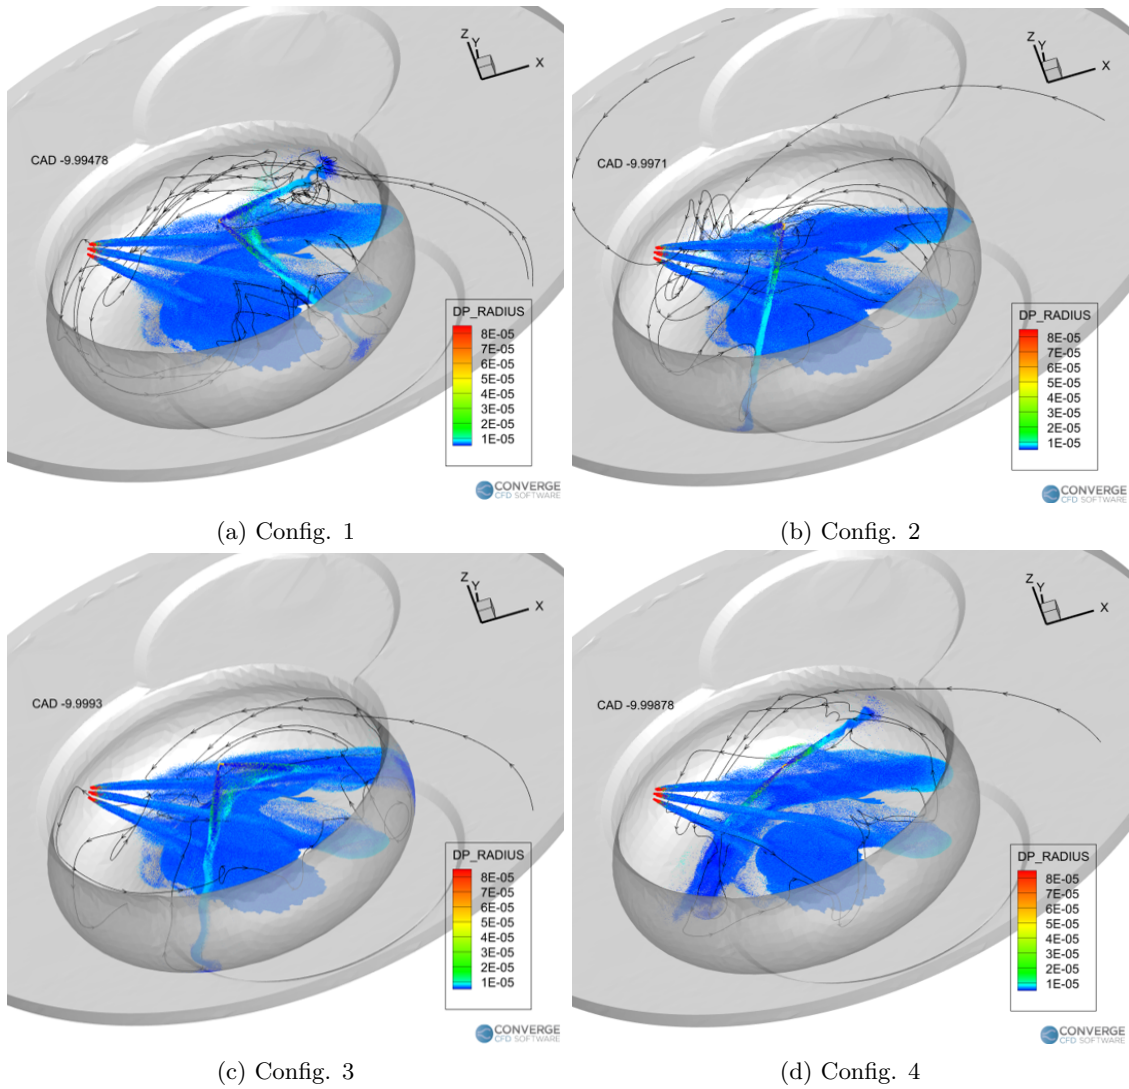 Z
Y
X
CAD -9.99478
DP_RADIUS
8E-05
7E-05
6E-05
5E-05
4E-05
3E-05
2E-05
1E-05
CONVERGE
CFD SOFTWARE
(a) Config. 1
Z
Y
X
CAD -9.9971
DP_RADIUS
8E-05
7E-05
6E-05
5E-05
4E-05
3E-05
2E-05
1E-05
CONVERGE
CFD SOFTWARE
(b) Config. 2
Z
Y
X
CAD -9.9993
DP_RADIUS
8E-05
7E-05
6E-05
5E-05
4E-05
3E-05
2E-05
1E-05
CONVERGE
CFD SOFTWARE
(c) Config. 3
Z
Y
X
CAD -9.99878
DP_RADIUS
8E-05
7E-05
6E-05
5E-05
4E-05
3E-05
2E-05
1E-05
CONVERGE
CFD SOFTWARE
(d) Config. 4